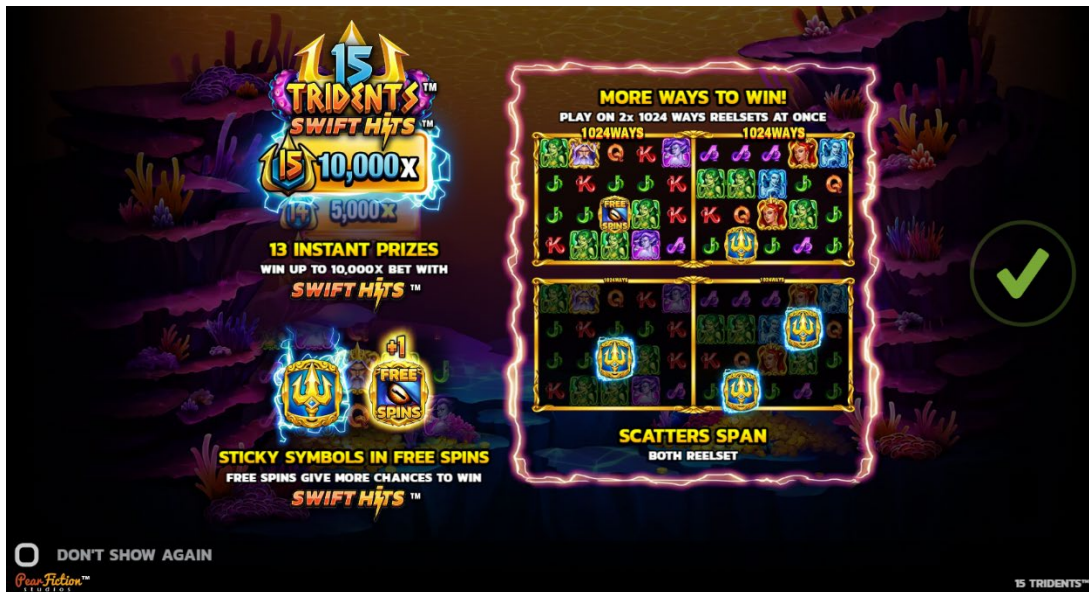 15
TRIDENTS™
SWIFT HITS™
15 10,000X
14 5,000X
13 INSTANT PRIZES
WIN UP TO 10,000X BET WITH
SWIFT HITS™
+1
FREE
SPINS
STICKY SYMBOLS IN FREE SPINS
FREE SPINS GIVE MORE CHANCES TO WIN
SWIFT HITS™
MORE WAYS TO WIN!
PLAY ON 2x 1024 WAYS REELSETS AT ONCE
1024WAYS 1024WAYS
Q K A A A
J K J J K J Q
J J FREE SPINS K K Q J
K A J J A J
1024WAYS 1024WAYS
Q K A A A
J K J J K J Q
J J K K Q J
K A J A J
SCATTERS SPAN
BOTH REELSET
DON'T SHOW AGAIN
PearFiction™
studios
15 TRIDENTS™